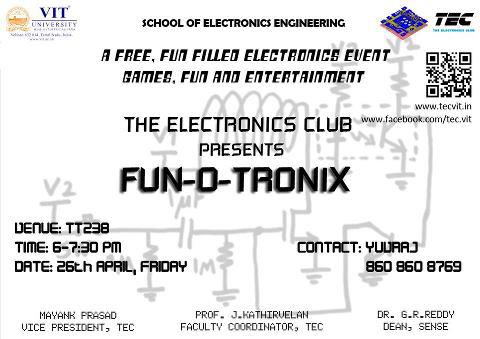 VIT
UNIVERSITY
SCHOOL OF ELECTRONICS ENGINEERING
TEC
THE ELECTRONICS CLUB
A FREE, FUN FILLED ELECTRONICS EVENT
GAMES, FUN AND ENTERTAINMENT
www.tecvit.in
www.facebook.com/tec.vit
THE ELECTRONICS CLUB
PRESENTS
FUN-O-TRONIX
V2
1M
1M
VENUE: TT238
TIME: 6-7:30 PM
DATE: 26th APRIL, FRIDAY
CONTACT: YUVRAJ
860 860 8769
MAYANK PRASAD
VICE PRESIDENT, TEC
PROF. J.KATHIRVELAN
FACULTY COORDINATOR, TEC
DR. G.R.REDDY
DEAN, SENSE